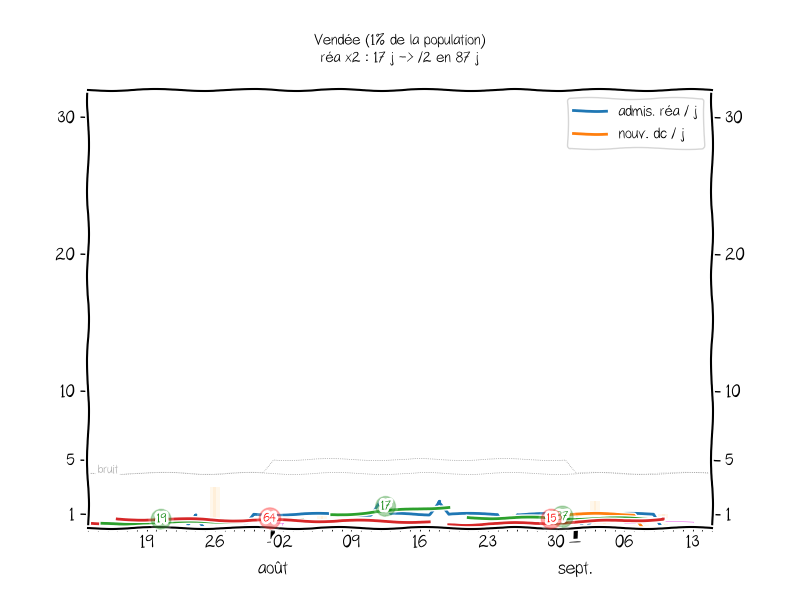 Vendée (1% de la population)
réa x2 : 17 j -> /2 en 87 j
admis. réa / j
nouv. dc / j
30 30
20 20
10 10
5 5
bruit
1 1
17
19 64 15
19 26 02 09 16 23 30 06 13
août sept.